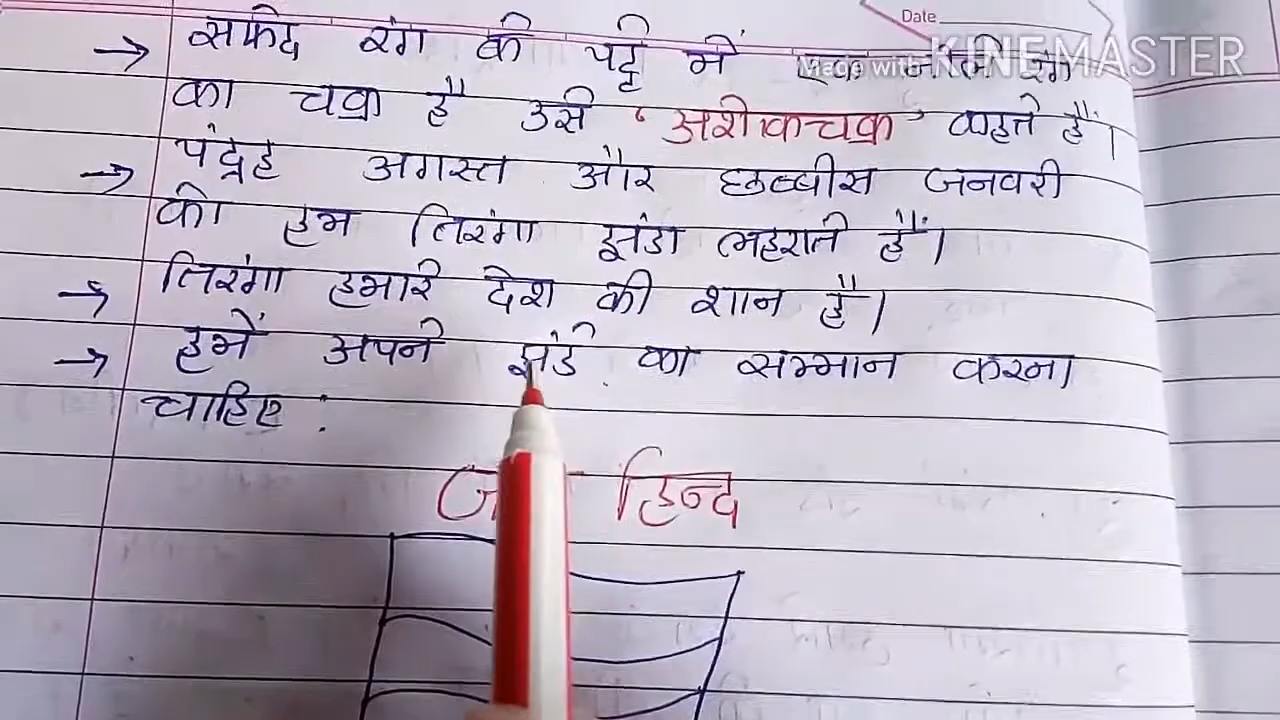 Date
Made with KINEMASTER
→ सफेद रंग की पट्टी में एक नीले रंग
का चक्र है उसे 'अशोकचक्र' कहते हैं।
→ पंद्रह अगस्त और छब्बीस जनवरी
को हम तिरंगा झंडा लहराते हैं।
→ तिरंगा हमारे देश की शान है।
→ हमें अपने झंडे का सम्मान करना
चाहिए :
हिन्द